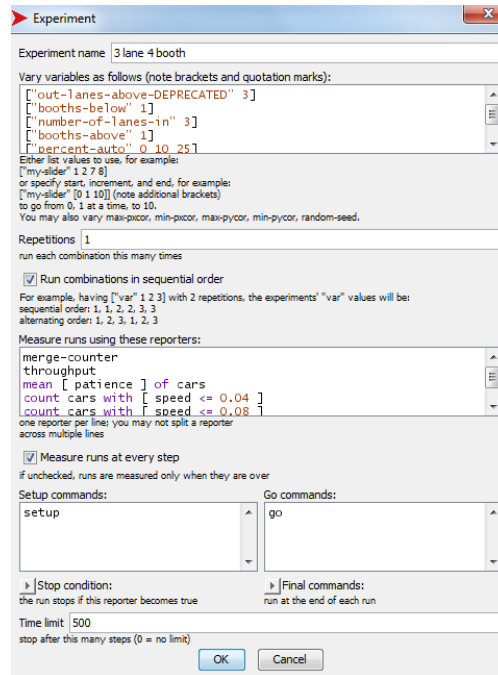 Experiment
Experiment name 3 lane 4 booth
Vary variables as follows (note brackets and quotation marks):
["out-lanes-above-DEPRECATED" 3]
["booths-below" 1]
["number-of-lanes-in" 3]
["booths-above" 1]
["percent-auto" 0 10 25]
Either list values to use, for example:
["my-slider" 1 2 7 8]
or specify start, increment, and end, for example:
["my-slider" [0 1 10]] (note additional brackets)
to go from 0, 1 at a time, to 10.
You may also vary max-pxcor, min-pxcor, max-pycor, min-pycor, random-seed.
Repetitions 1
run each combination this many times
Run combinations in sequential order
For example, having ["var" 1 2 3] with 2 repetitions, the experiments' "var" values will be:
sequential order: 1, 1, 2, 2, 3, 3
alternating order: 1, 2, 3, 1, 2, 3
Measure runs using these reporters:
merge-counter
throughput
mean [ patience ] of cars
count cars with [ speed <= 0.04 ]
count cars with [ speed <= 0.08 ]
one reporter per line; you may not split a reporter
across multiple lines
Measure runs at every step
if unchecked, runs are measured only when they are over
Setup commands: Go commands:
setup go
Stop condition: Final commands:
the run stops if this reporter becomes true run at the end of each run
Time limit 500
stop after this many steps (0 = no limit)
OK Cancel